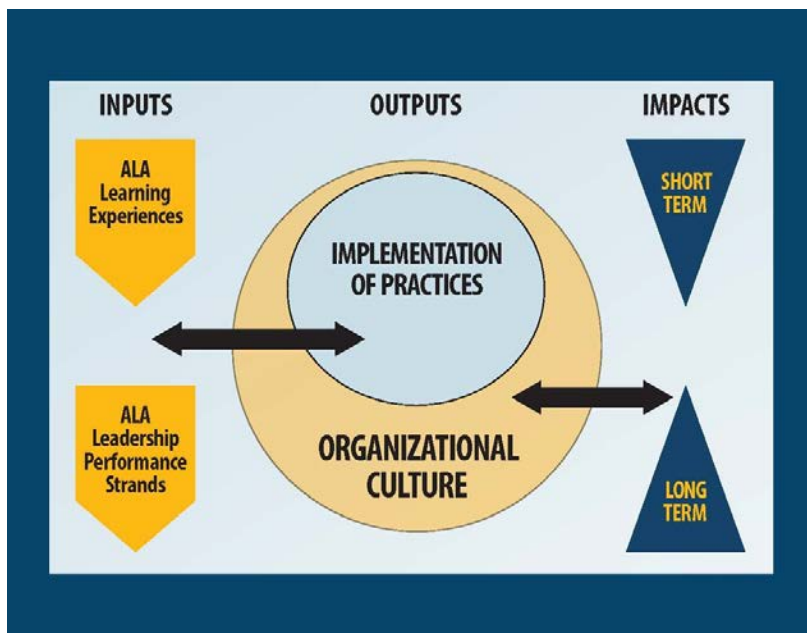 INPUTS
OUTPUTS
IMPACTS
ALA
Learning
Experiences
IMPLEMENTATION
OF PRACTICES
SHORT
TERM
ALA
Leadership
Performance
Strands
ORGANIZATIONAL
CULTURE
LONG
TERM